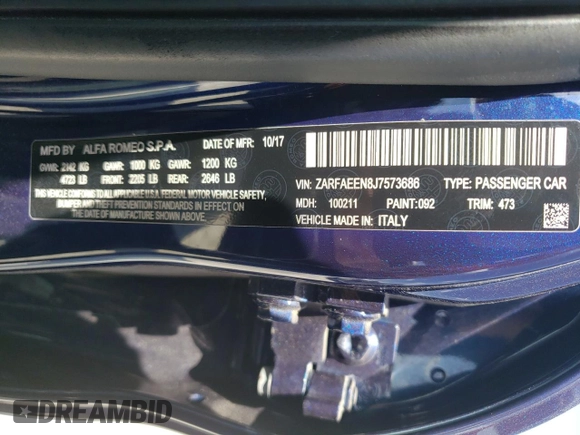 MFD BY: ALFA ROMEO S.P.A. DATE OF MFR: 10/17
GVWR: 2142 KG GAWR: 1000 KG GAWR: 1200 KG
4723 LB FRONT: 2205 LB REAR: 2646 LB
THIS VEHICLE CONFORMS TO ALL APPLICABLE U.S.A FEDERAL MOTOR VEHICLE SAFETY,
BUMPER AND THEFT PREVENTION STANDARDS IN EFFECT ON
THE DATE OF MANUFACTURE SHOWN ABOVE.
VIN: ZARFAEEN8J7573686 TYPE: PASSENGER CAR
MDH: 100211 PAINT: 092 TRIM: 473
VEHICLE MADE IN: ITALY
DREAMBID